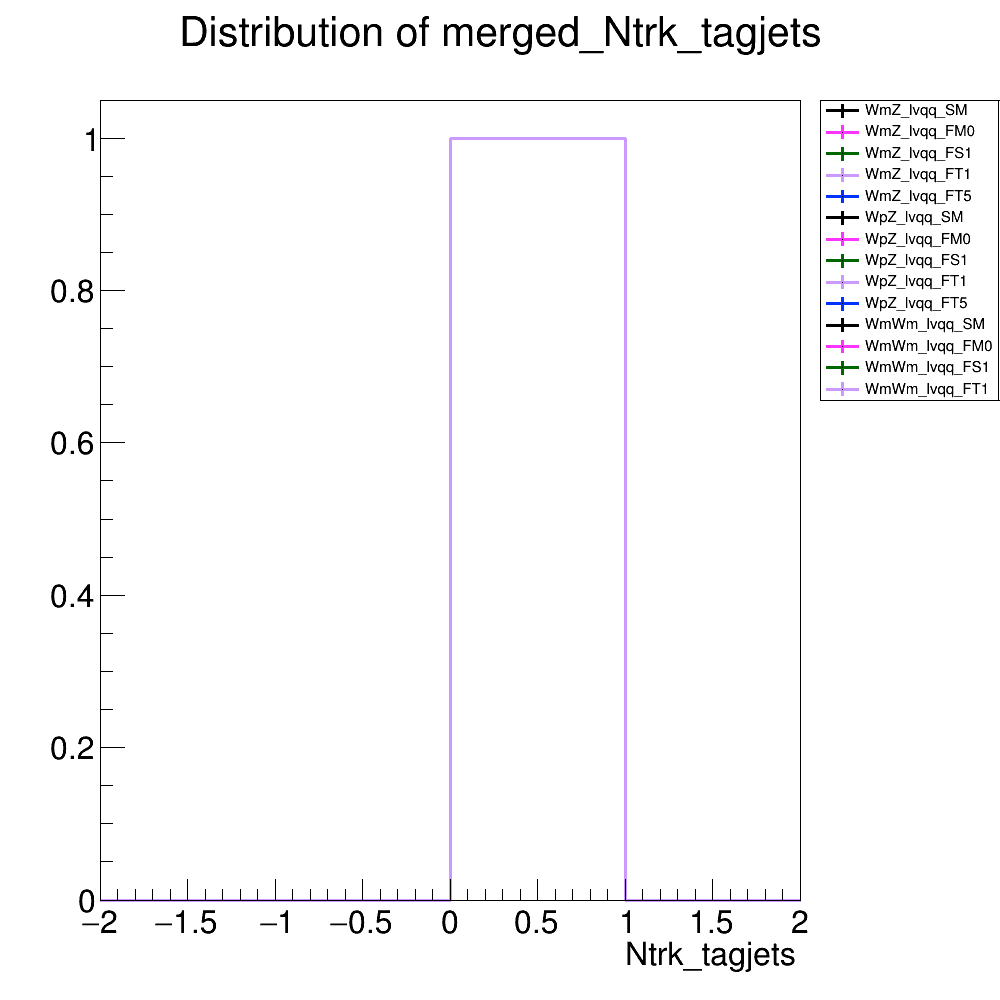 Distribution of merged_Ntrk_tagjets
WmZ_lvqq_SM
WmZ_lvqq_FM0
WmZ_lvqq_FS1
WmZ_lvqq_FT1
WmZ_lvqq_FT5
WpZ_lvqq_SM
WpZ_lvqq_FM0
WpZ_lvqq_FS1
WpZ_lvqq_FT1
WpZ_lvqq_FT5
WmWm_lvqq_SM
WmWm_lvqq_FM0
WmWm_lvqq_FS1
WmWm_lvqq_FT1
1
0.8
0.6
0.4
0.2
0
−2 −1.5 −1 −0.5 0 0.5 1 1.5 2
Ntrk_tagjets